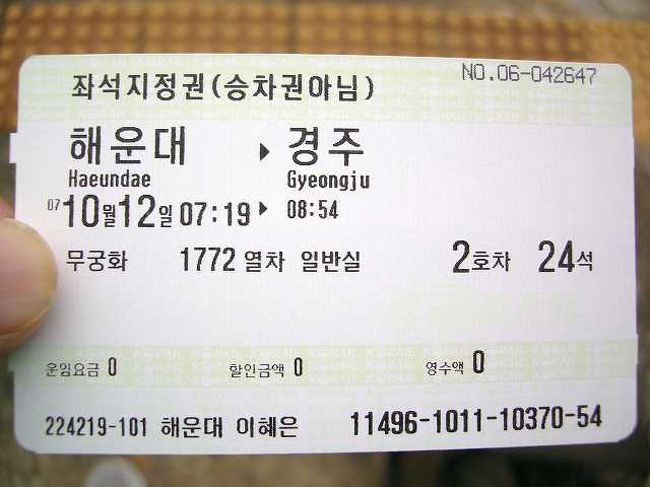 NO.06-042647
좌석지정권(승차권아님)
해운대 ▶ 경주
Haeundae Gyeongju
07 10월 12일 07:19 ▶ 08:54
무궁화 1772 열차 일반실 2호차 24석
운임요금 0 할인금액 0 영수액 0
224219-101 해운대 이혜은 11496-1011-10370-54